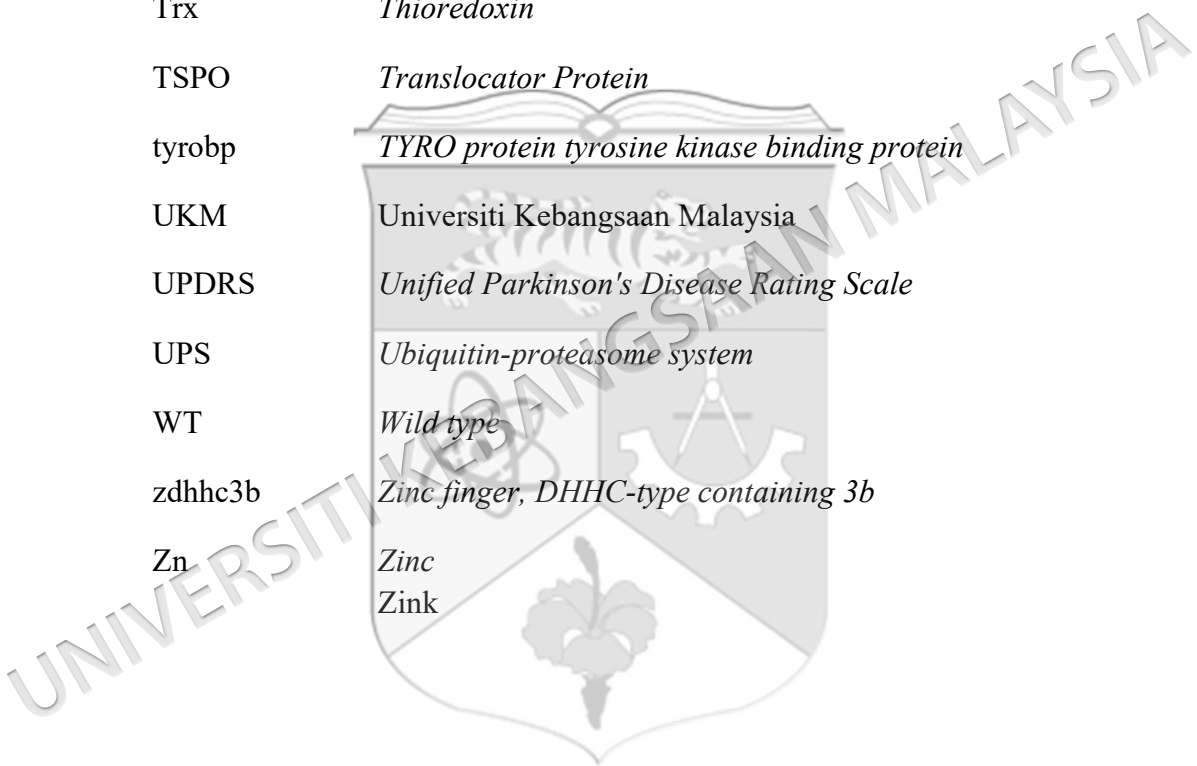 Trx Thioredoxin
TSPO Translocator Protein
tyrobp TYRO protein tyrosine kinase binding protein
UKM Universiti Kebangsaan Malaysia
UPDRS Unified Parkinson's Disease Rating Scale
UPS Ubiquitin-proteasome system
WT Wild type
zdhhc3b Zinc finger, DHHC-type containing 3b
Zn Zinc
Zink
UNIVERSITI KEBANGSAAN MALAYSIA